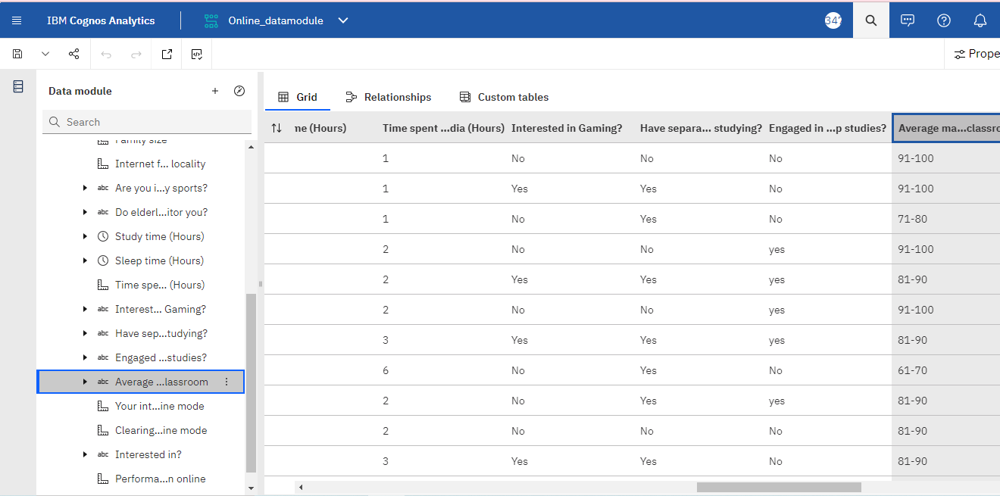 IBM Cognos Analytics Online_datamodule 347
Prope
Data module
Grid Relationships Custom tables
Search
me (Hours) Time spent ...dia (Hours) Interested in Gaming? Have separa... studying? Engaged in ...p studies? Average ma...classro
Family size
Internet f... locality
abc Are you i...y sports?
abc Do elderl...itor you?
Study time (Hours)
Sleep time (Hours)
Time spe... (Hours)
abc Interest... Gaming?
abc Have sep...tudying?
abc Engaged ...studies?
abc Average ...lassroom
Your int...ine mode
Clearing...ine mode
abc Interested in?
Performa...n online
1 No No No 91-100
1 Yes Yes No 91-100
1 No Yes No 71-80
2 No No yes 91-100
2 Yes Yes yes 81-90
2 No No yes 91-100
3 Yes Yes yes 81-90
6 No Yes No 61-70
2 No Yes yes 81-90
2 No No No 81-90
3 Yes Yes No 81-90